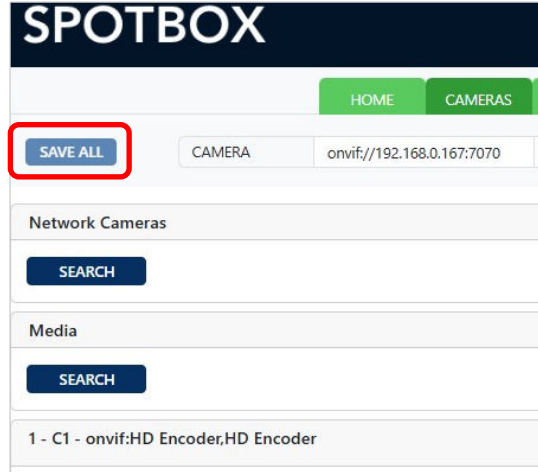 SPOTBOX
HOME CAMERAS
SAVE ALL CAMERA onvif://192.168.0.167:7070
Network Cameras
SEARCH
Media
SEARCH
1 - C1 - onvif:HD Encoder,HD Encoder